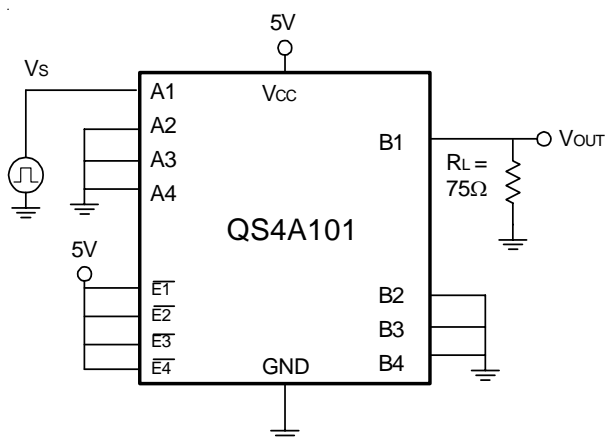 5V
VS
A1
VCC
A2
B1
VOUT
A3
RL =
75Ω
A4
QS4A101
5V
E1
B2
E2
B3
E3
B4
E4
GND